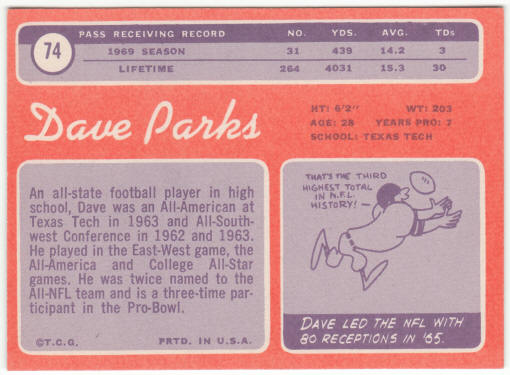 74
PASS RECEIVING RECORD NO. YDS. AVG. TDs
1969 SEASON 31 439 14.2 3
LIFETIME 264 4031 15.3 30
Dave Parks
HT: 6'2" WT: 203
AGE: 28 YEARS PRO: 7
SCHOOL: TEXAS TECH
An all-state football player in high
school, Dave was an All-American at
Texas Tech in 1963 and All-South-
west Conference in 1962 and 1963.
He played in the East-West game, the
All-America and College All-Star
games. He was twice named to the
All-NFL team and is a three-time par-
ticipant in the Pro-Bowl.
©T.C.G. PRTD. IN U.S.A.
THAT'S THE THIRD
HIGHEST TOTAL
IN N.F.L.
HISTORY!
DAVE LED THE NFL WITH
80 RECEPTIONS IN '65.